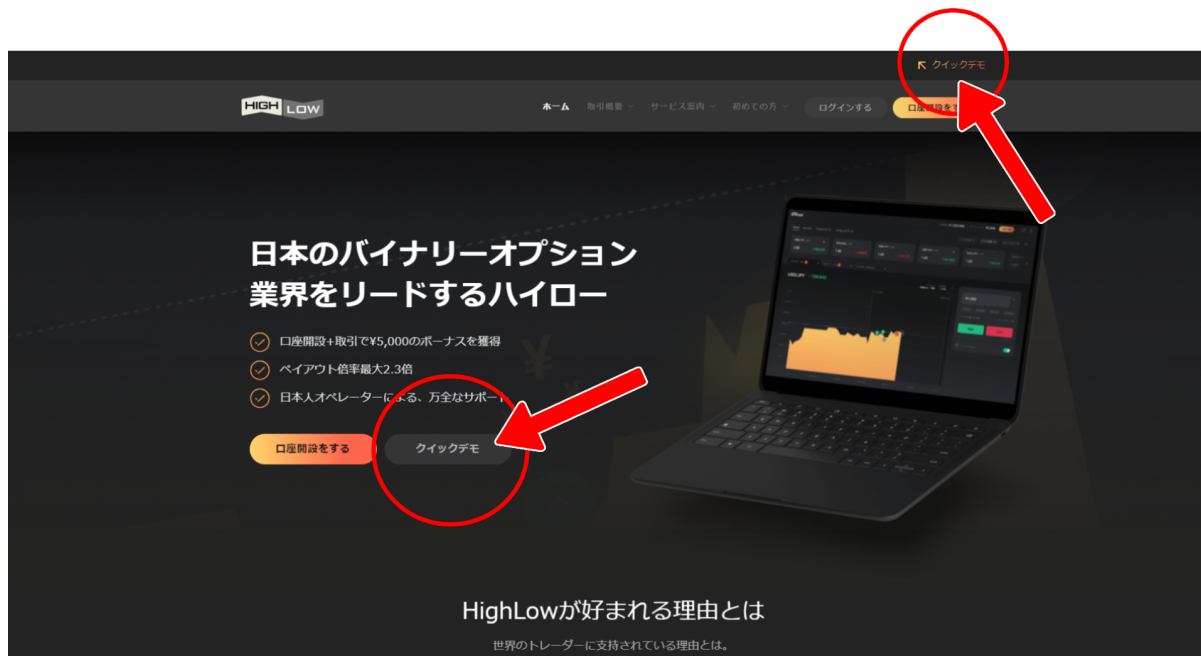 クイックデモ
HIGH LOW
ホーム 取引概要 サービス案内 初めての方 ログインする
日本のバイナリーオプション
業界をリードするハイロー
口座開設+取引で¥5,000のボーナスを獲得
ペイアウト倍率最大2.3倍
日本人オペレーターによる、万全なサポート
口座開設をする クイックデモ
HighLowが好まれる理由とは
世界のトレーダーに支持されている理由とは。